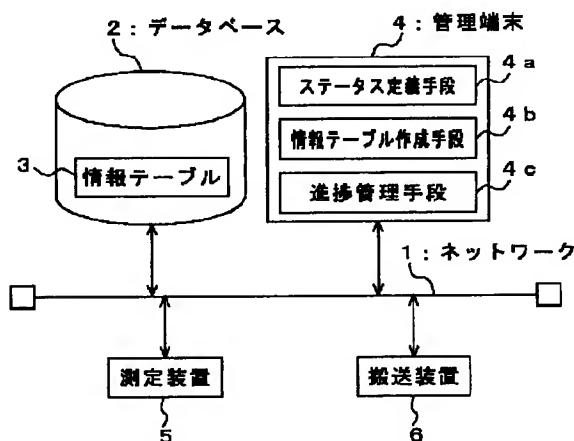 2：データベース
4：管理端末
ステータス定義手段
4a
情報テーブル作成手段
4b
進捗管理手段
4c
3
情報テーブル
1：ネットワーク
測定装置
5
搬送装置
6